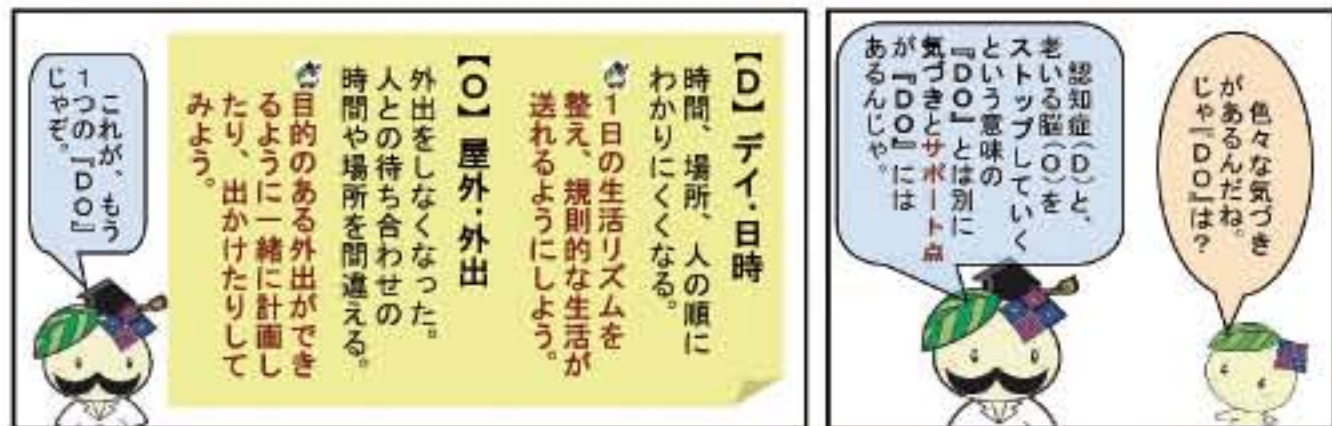 色々な気づき
があるんだね。
じゃ『DO』は？
認知症(D)と、
老いる脳(O)を
ストップしていく
という意味の
『DO』とは別に
気づきとサポート点
が『DO』には
あるんじゃ。
【D】デイ・日時
時間、場所、人の順に
わかりにくくなる。
1日の生活リズムを
整え、規則的な生活が
送れるようにしよう。
【O】屋外・外出
外出をしなくなった。
人との待ち合わせの
時間や場所を間違える。
目的のある外出ができ
るように一緒に計画し
たり、出かけたりして
みよう。
これが、もう
1つの『DO』
じゃぞ。